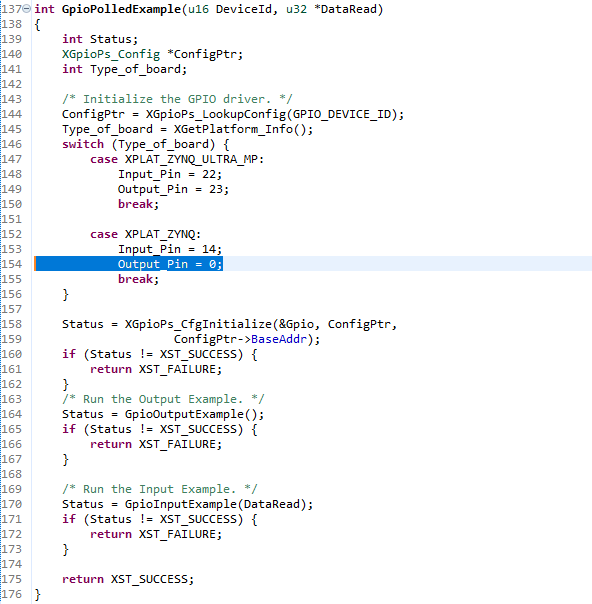 137 int GpioPolledExample(u16 DeviceId, u32 *DataRead)
138 {
139     int Status;
140     XGpioPs_Config *ConfigPtr;
141     int Type_of_board;
142
143     /* Initialize the GPIO driver. */
144     ConfigPtr = XGpioPs_LookupConfig(GPIO_DEVICE_ID);
145     Type_of_board = XGetPlatform_Info();
146     switch (Type_of_board) {
147         case XPLAT_ZYNQ_ULTRA_MP:
148             Input_Pin = 22;
149             Output_Pin = 23;
150             break;
151
152         case XPLAT_ZYNQ:
153             Input_Pin = 14;
154             Output_Pin = 0;
155             break;
156     }
157
158     Status = XGpioPs_CfgInitialize(&Gpio, ConfigPtr,
159                     ConfigPtr->BaseAddr);
160     if (Status != XST_SUCCESS) {
161         return XST_FAILURE;
162     }
163     /* Run the Output Example. */
164     Status = GpioOutputExample();
165     if (Status != XST_SUCCESS) {
166         return XST_FAILURE;
167     }
168
169     /* Run the Input Example. */
170     Status = GpioInputExample(DataRead);
171     if (Status != XST_SUCCESS) {
172         return XST_FAILURE;
173     }
174
175     return XST_SUCCESS;
176 }